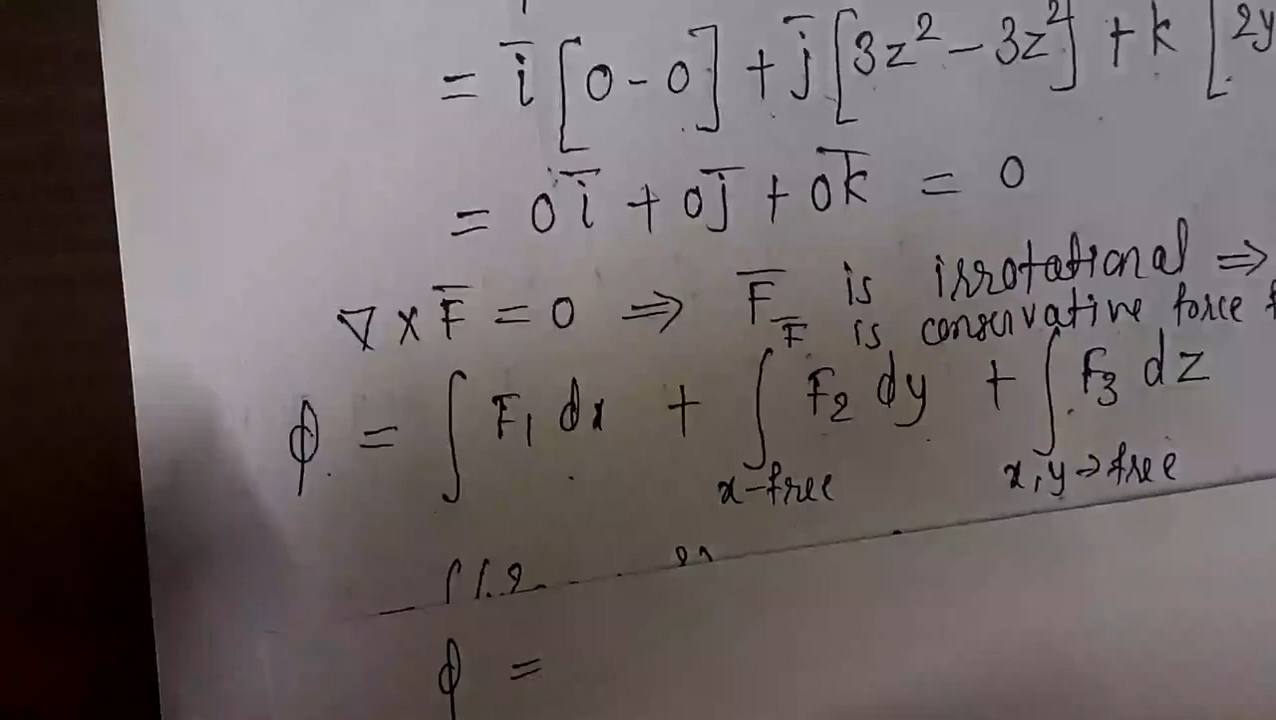 = i̅ [0 - 0] + j̅ [3z² - 3z²] + k [2y
= 0i̅ + 0j̅ + 0k̅ = 0
∇ × F̅ = 0 ⇒ F̅ is irrotational ⇒
F̅ is conservative force
ϕ = ∫ F₁ dx + ∫ F₂ dy + ∫ F₃ dz
x-free x, y → free
ϕ =